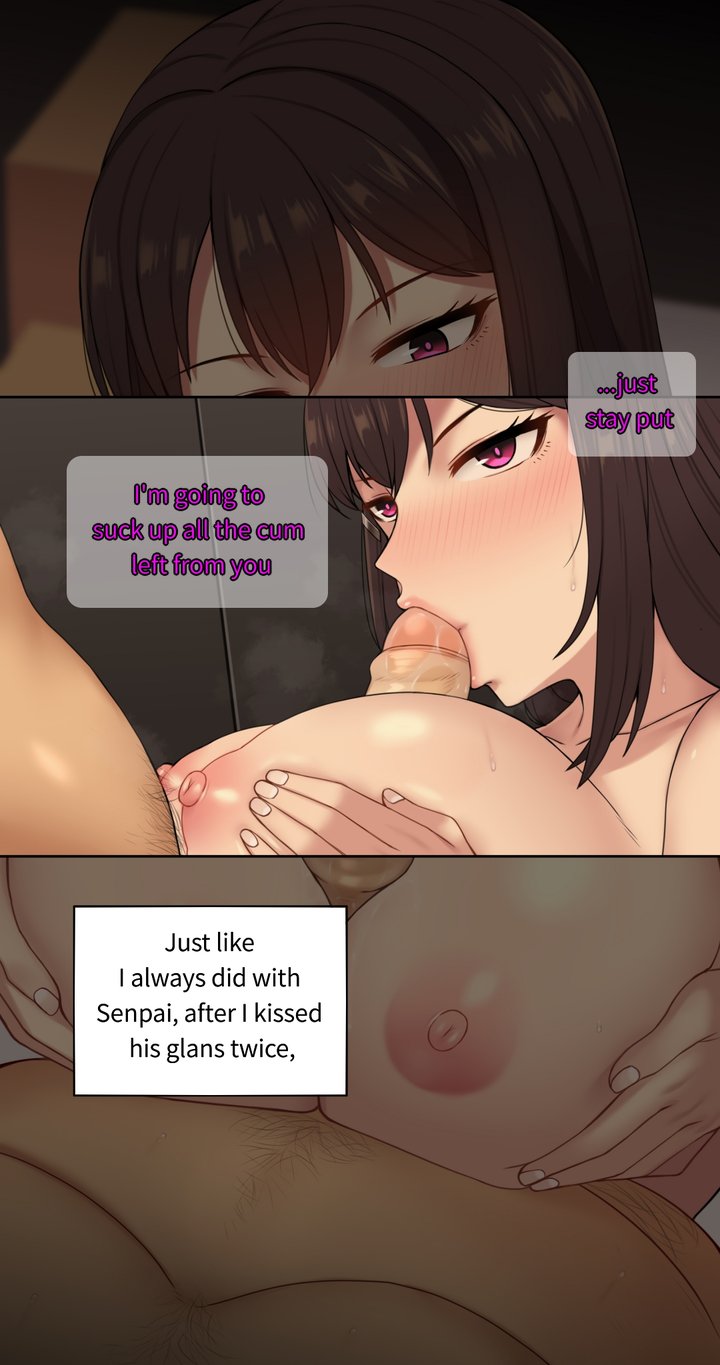 ...just
stay put
I'm going to
suck up all the cum
left from you
Just like
I always did with
Senpai, after I kissed
his glans twice,